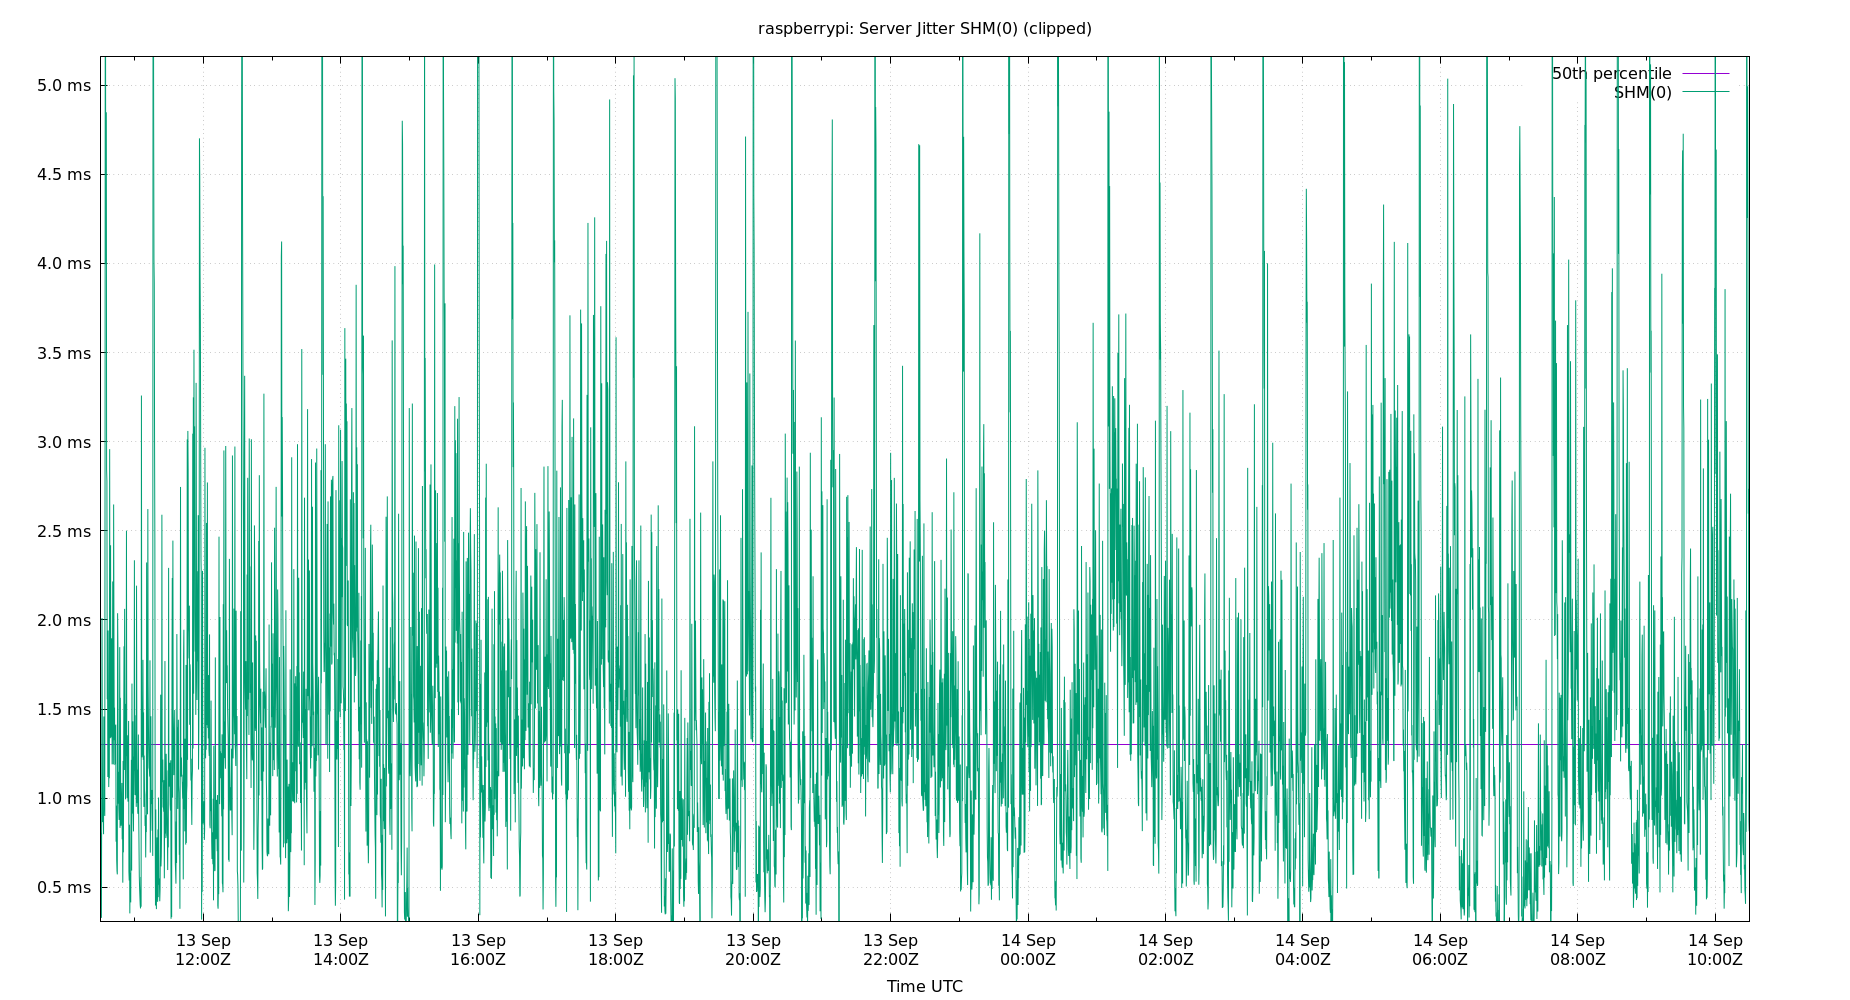 raspberrypi: Server Jitter SHM(0) (clipped)
50th percentile
SHM(0)
5.0 ms
4.5 ms
4.0 ms
3.5 ms
3.0 ms
2.5 ms
2.0 ms
1.5 ms
1.0 ms
0.5 ms
13 Sep 13 Sep 13 Sep 13 Sep 13 Sep 13 Sep 14 Sep 14 Sep 14 Sep 14 Sep 14 Sep 14 Sep
12:00Z 14:00Z 16:00Z 18:00Z 20:00Z 22:00Z 00:00Z 02:00Z 04:00Z 06:00Z 08:00Z 10:00Z
Time UTC